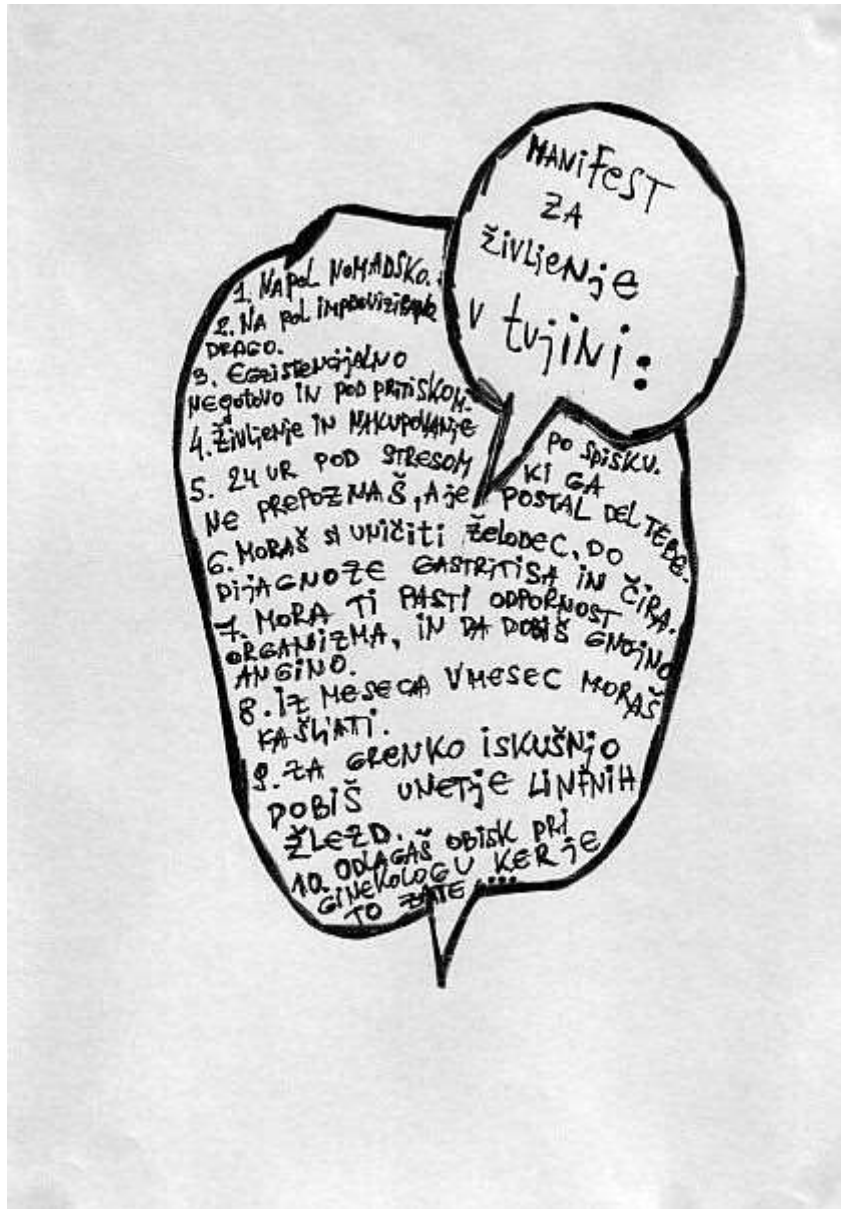 MANIFEST
ZA
ŽIVLJENJE
V tujini:
1. NAPOL NOMADSKO.
2. NA POL IMPROVIZIRANO
DRAGO.
3. EGZISTENCIJALNO
NEGOTOVO IN POD PRITISKOM.
4. ŽIVLJENJE IN NAKUPOVANJE PO SPISKU.
5. 24 UR POD STRESOM KI GA
NE PREPOZNAŠ, A JE POSTAL DEL TEBE.
6. MORAŠ SI UNIČITI ŽELODEC, DO
DIJAGNOZE GASTRITISA IN ČIRA.
7. MORA TI PASTI ODPORNOST
ORGANIZMA, IN DA DOBIŠ GNOJNO
ANGINO.
8. IZ MESECA V MESEC MORAŠ
KAŠLJATI.
9. ZA GRENKO ISKUŠNJO
DOBIŠ UNETJE LIMFNIH
ŽLEZD.
10. ODLAGAŠ OBISK PRI
GINEKOLOGU, KER JE
TO ZATE...